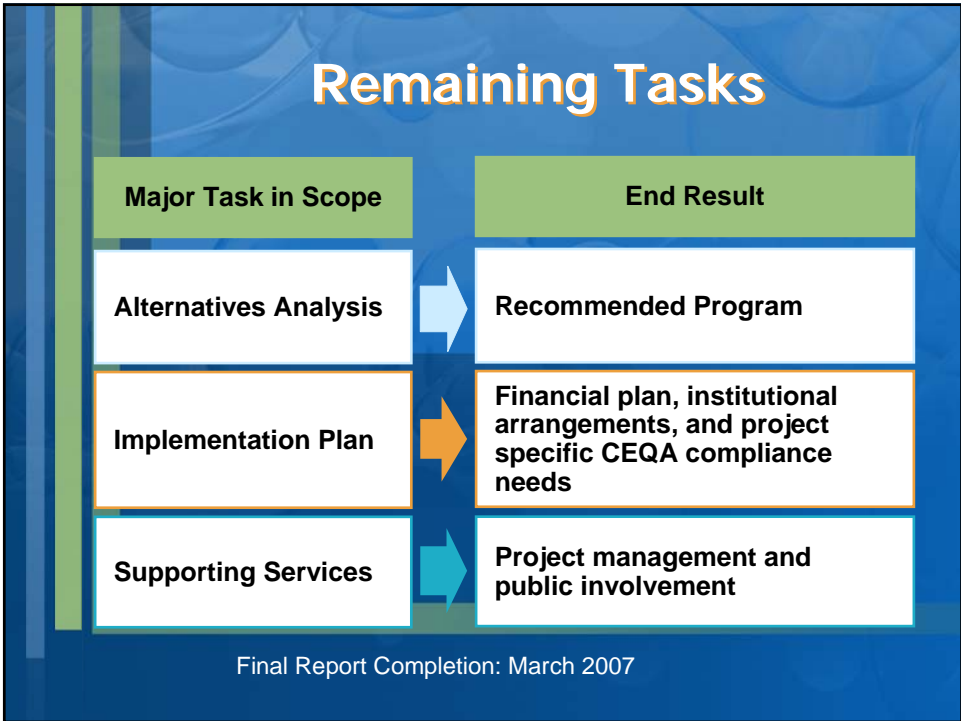 Remaining Tasks
Major Task in Scope
End Result
Alternatives Analysis
Recommended Program
Implementation Plan
Financial plan, institutional
arrangements, and project
specific CEQA compliance
needs
Supporting Services
Project management and
public involvement
Final Report Completion: March 2007